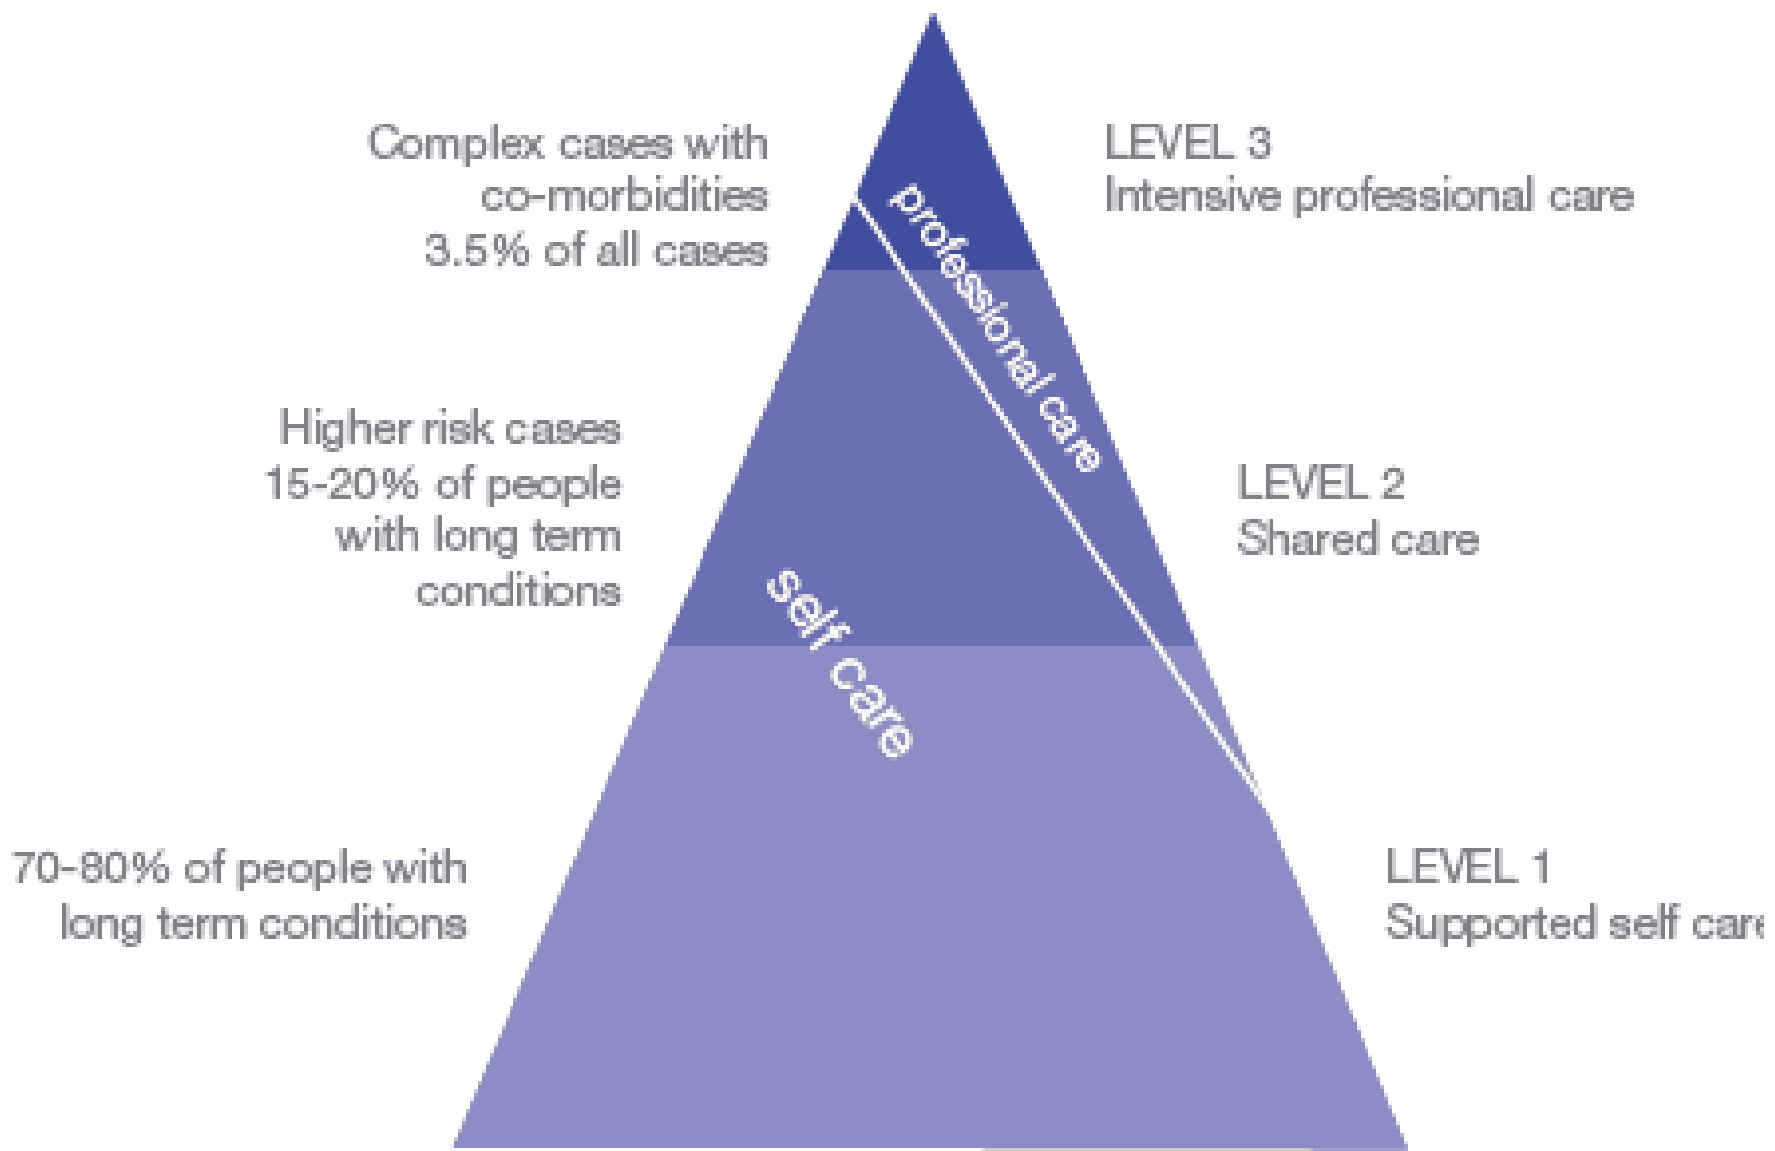 Complex cases with
co-morbidities
3.5% of all cases
LEVEL 3
Intensive professional care
professional care
Higher risk cases
15-20% of people
with long term
conditions
LEVEL 2
Shared care
self care
70-80% of people with
long term conditions
LEVEL 1
Supported self care